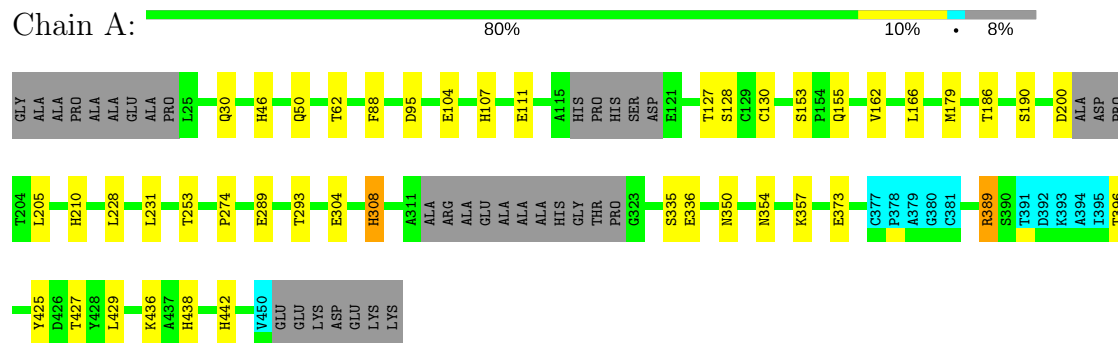 Chain A:
80% 10% • 8%
GLY ALA ALA PRO ALA ALA GLU ALA PRO L25 Q30 H46 Q50 T62 F88 D95 E104 H107 E111 A115 HIS PRO HIS SER ASP E121 T127 S128 C129 C130 S153 P154 Q155 V162 L166 M179 T186 S190 D200 ALA ASP PRO
T204 L205 H210 L228 L231 T253 P274 E289 T293 E304 H308 A311 ALA ARG ALA GLU ALA ALA ALA HIS GLY THR PRO G323 S335 E336 N350 N354 K357 E373 C377 P378 A379 G380 C381 R389 S390 T391 D392 K393 A394 I395 T396
Y425 D426 T427 Y428 L429 K436 A437 H438 H442 V450 GLU GLU LYS ASP GLU LYS LYS